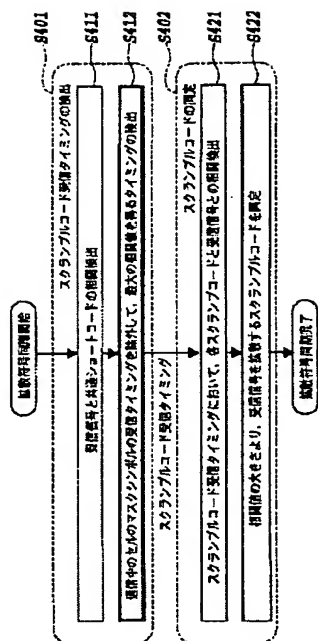 拡散符号同期開始
S401
スクランブルコード受信タイミングの検出
S411
受信信号と共通ショートコードの相関検出
S412
通信中のセルのマスクシンボルの受信タイミングを除外して、最大の相関値を得るタイミングの検出
スクランブルコード受信タイミング
S402
スクランブルコードの同定
S421
スクランブルコード受信タイミングにおいて、各スクランブルコードと受信信号との相関検出
S422
相関値の大きさより、受信信号を拡散するスクランブルコードを同定
拡散符号同期完了